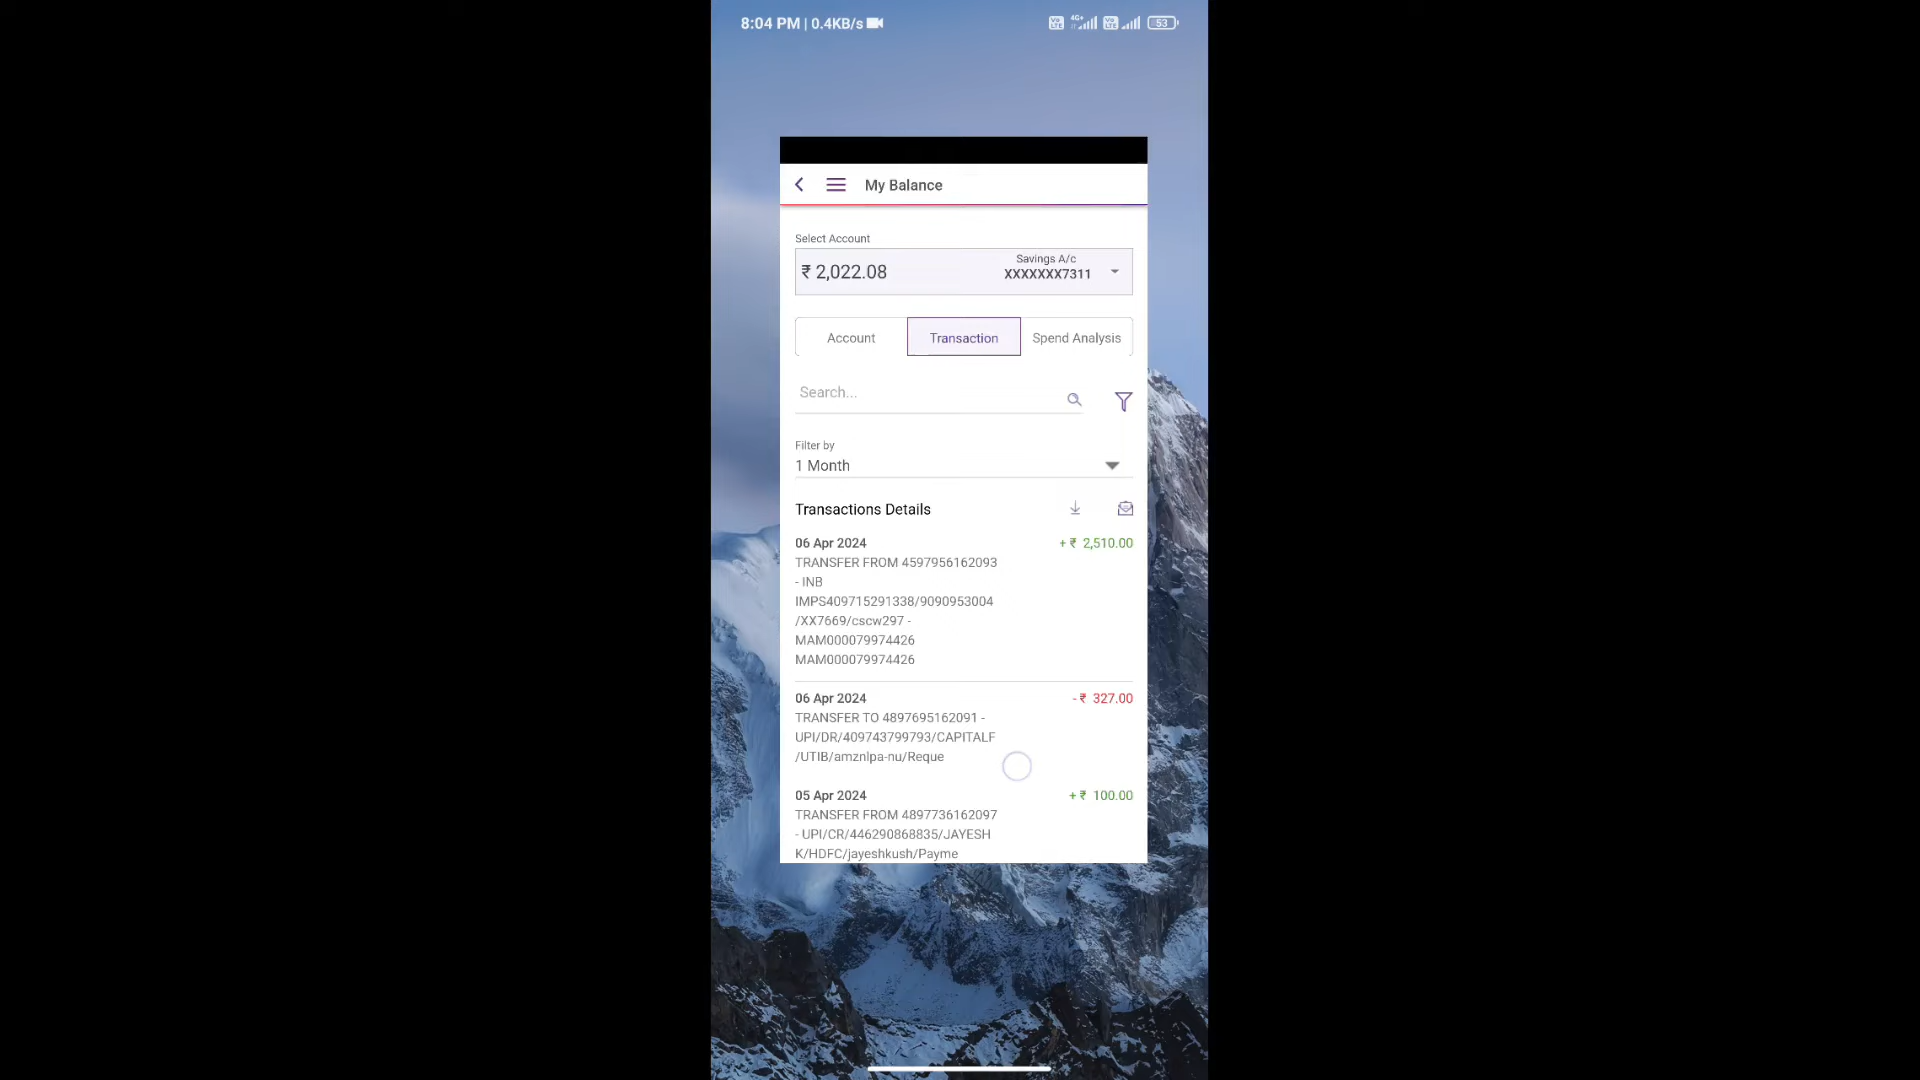 8:04 PM | 0.4KB/s
4G+
53
My Balance
Select Account
₹ 2,022.08
Savings A/c
XXXXXXX7311
Account
Transaction
Spend Analysis
Search...
Filter by
1 Month
Transactions Details
06 Apr 2024
+ ₹ 2,510.00
TRANSFER FROM 4597956162093
- INB
IMPS409715291338/9090953004
/XX7669/cscw297 -
MAM000079974426
MAM000079974426
06 Apr 2024
- ₹ 327.00
TRANSFER TO 4897695162091 -
UPI/DR/409743799793/CAPITALF
/UTIB/amznlpa-nu/Reque
05 Apr 2024
+ ₹ 100.00
TRANSFER FROM 4897736162097
- UPI/CR/446290868835/JAYESH
K/HDFC/jayeshkush/Payme